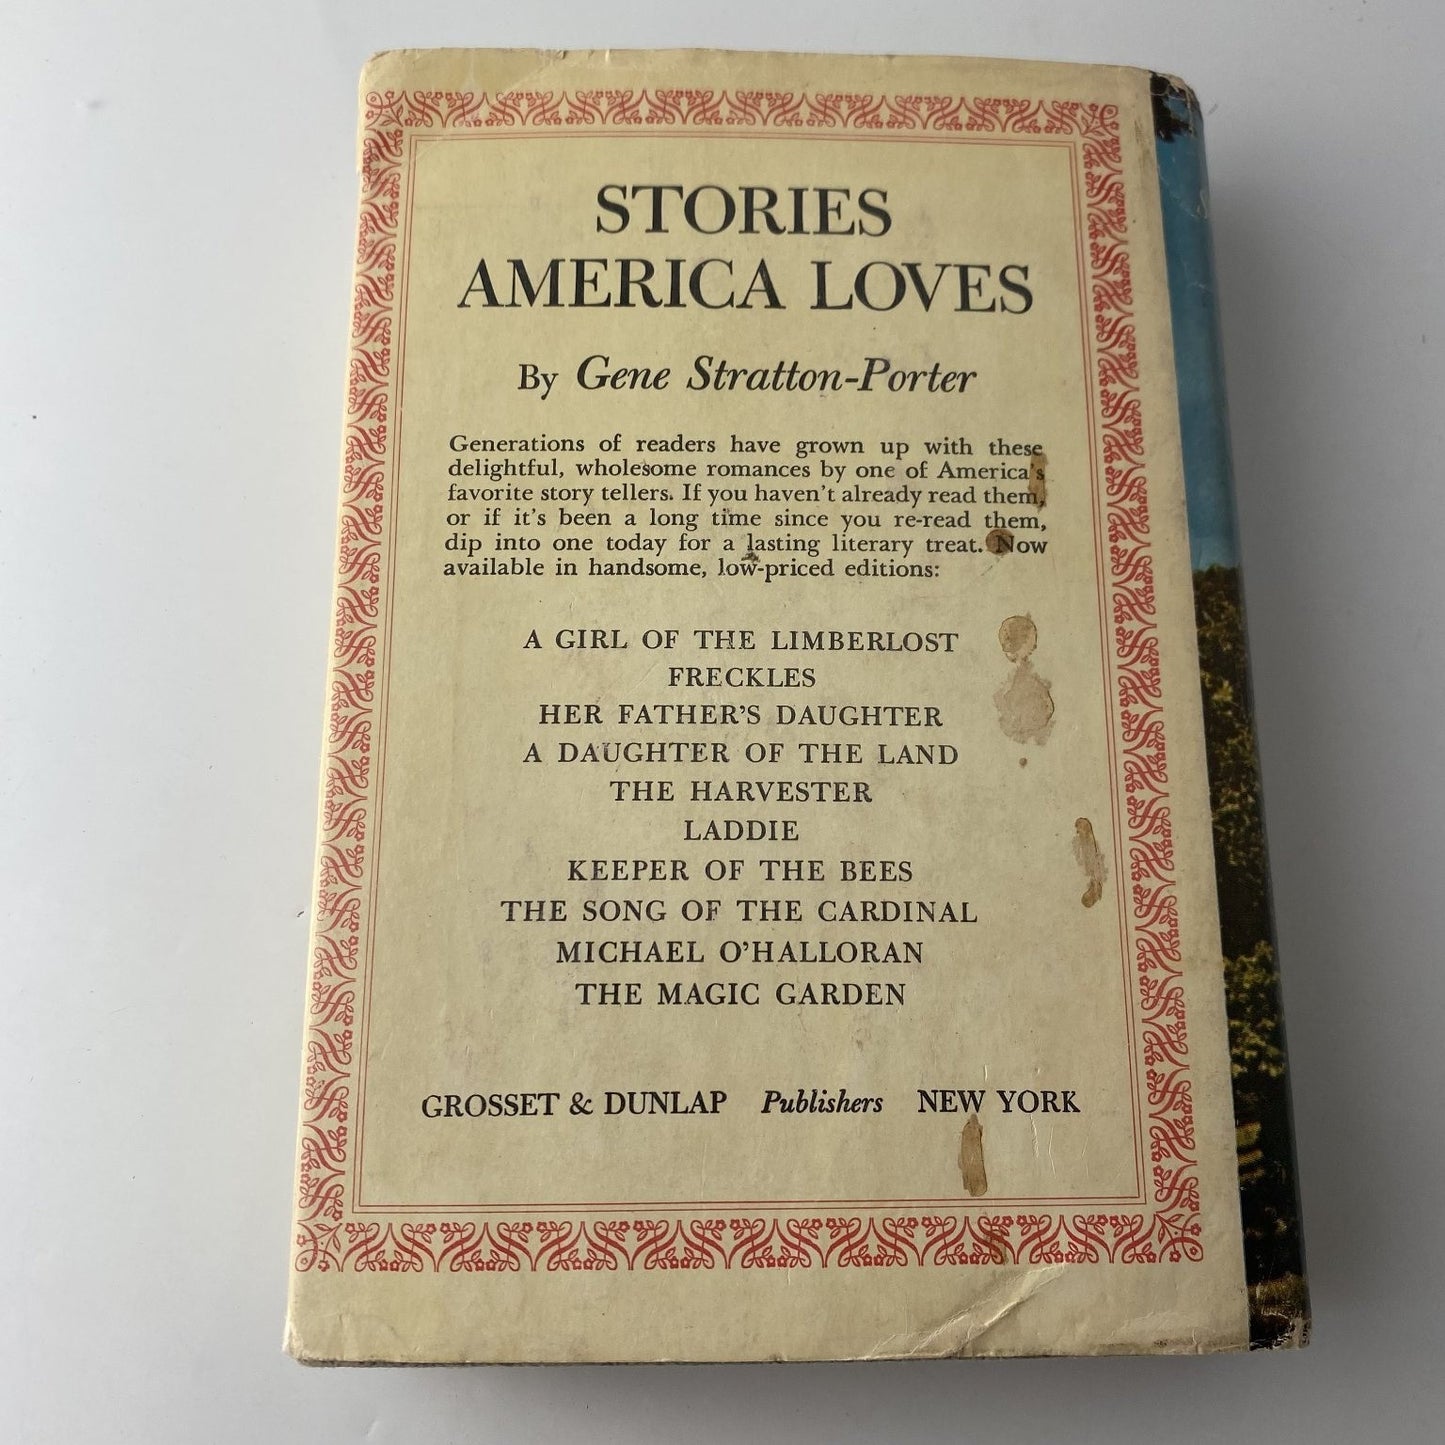 STORIES
AMERICA LOVES
By Gene Stratton-Porter
Generations of readers have grown up with these
delightful, wholesome romances by one of America's
favorite story tellers. If you haven't already read them,
or if it's been a long time since you re-read them,
dip into one today for a lasting literary treat. Now
available in handsome, low-priced editions:
A GIRL OF THE LIMBERLOST
FRECKLES
HER FATHER'S DAUGHTER
A DAUGHTER OF THE LAND
THE HARVESTER
LADDIE
KEEPER OF THE BEES
THE SONG OF THE CARDINAL
MICHAEL O'HALLORAN
THE MAGIC GARDEN
GROSSET & DUNLAP Publishers NEW YORK